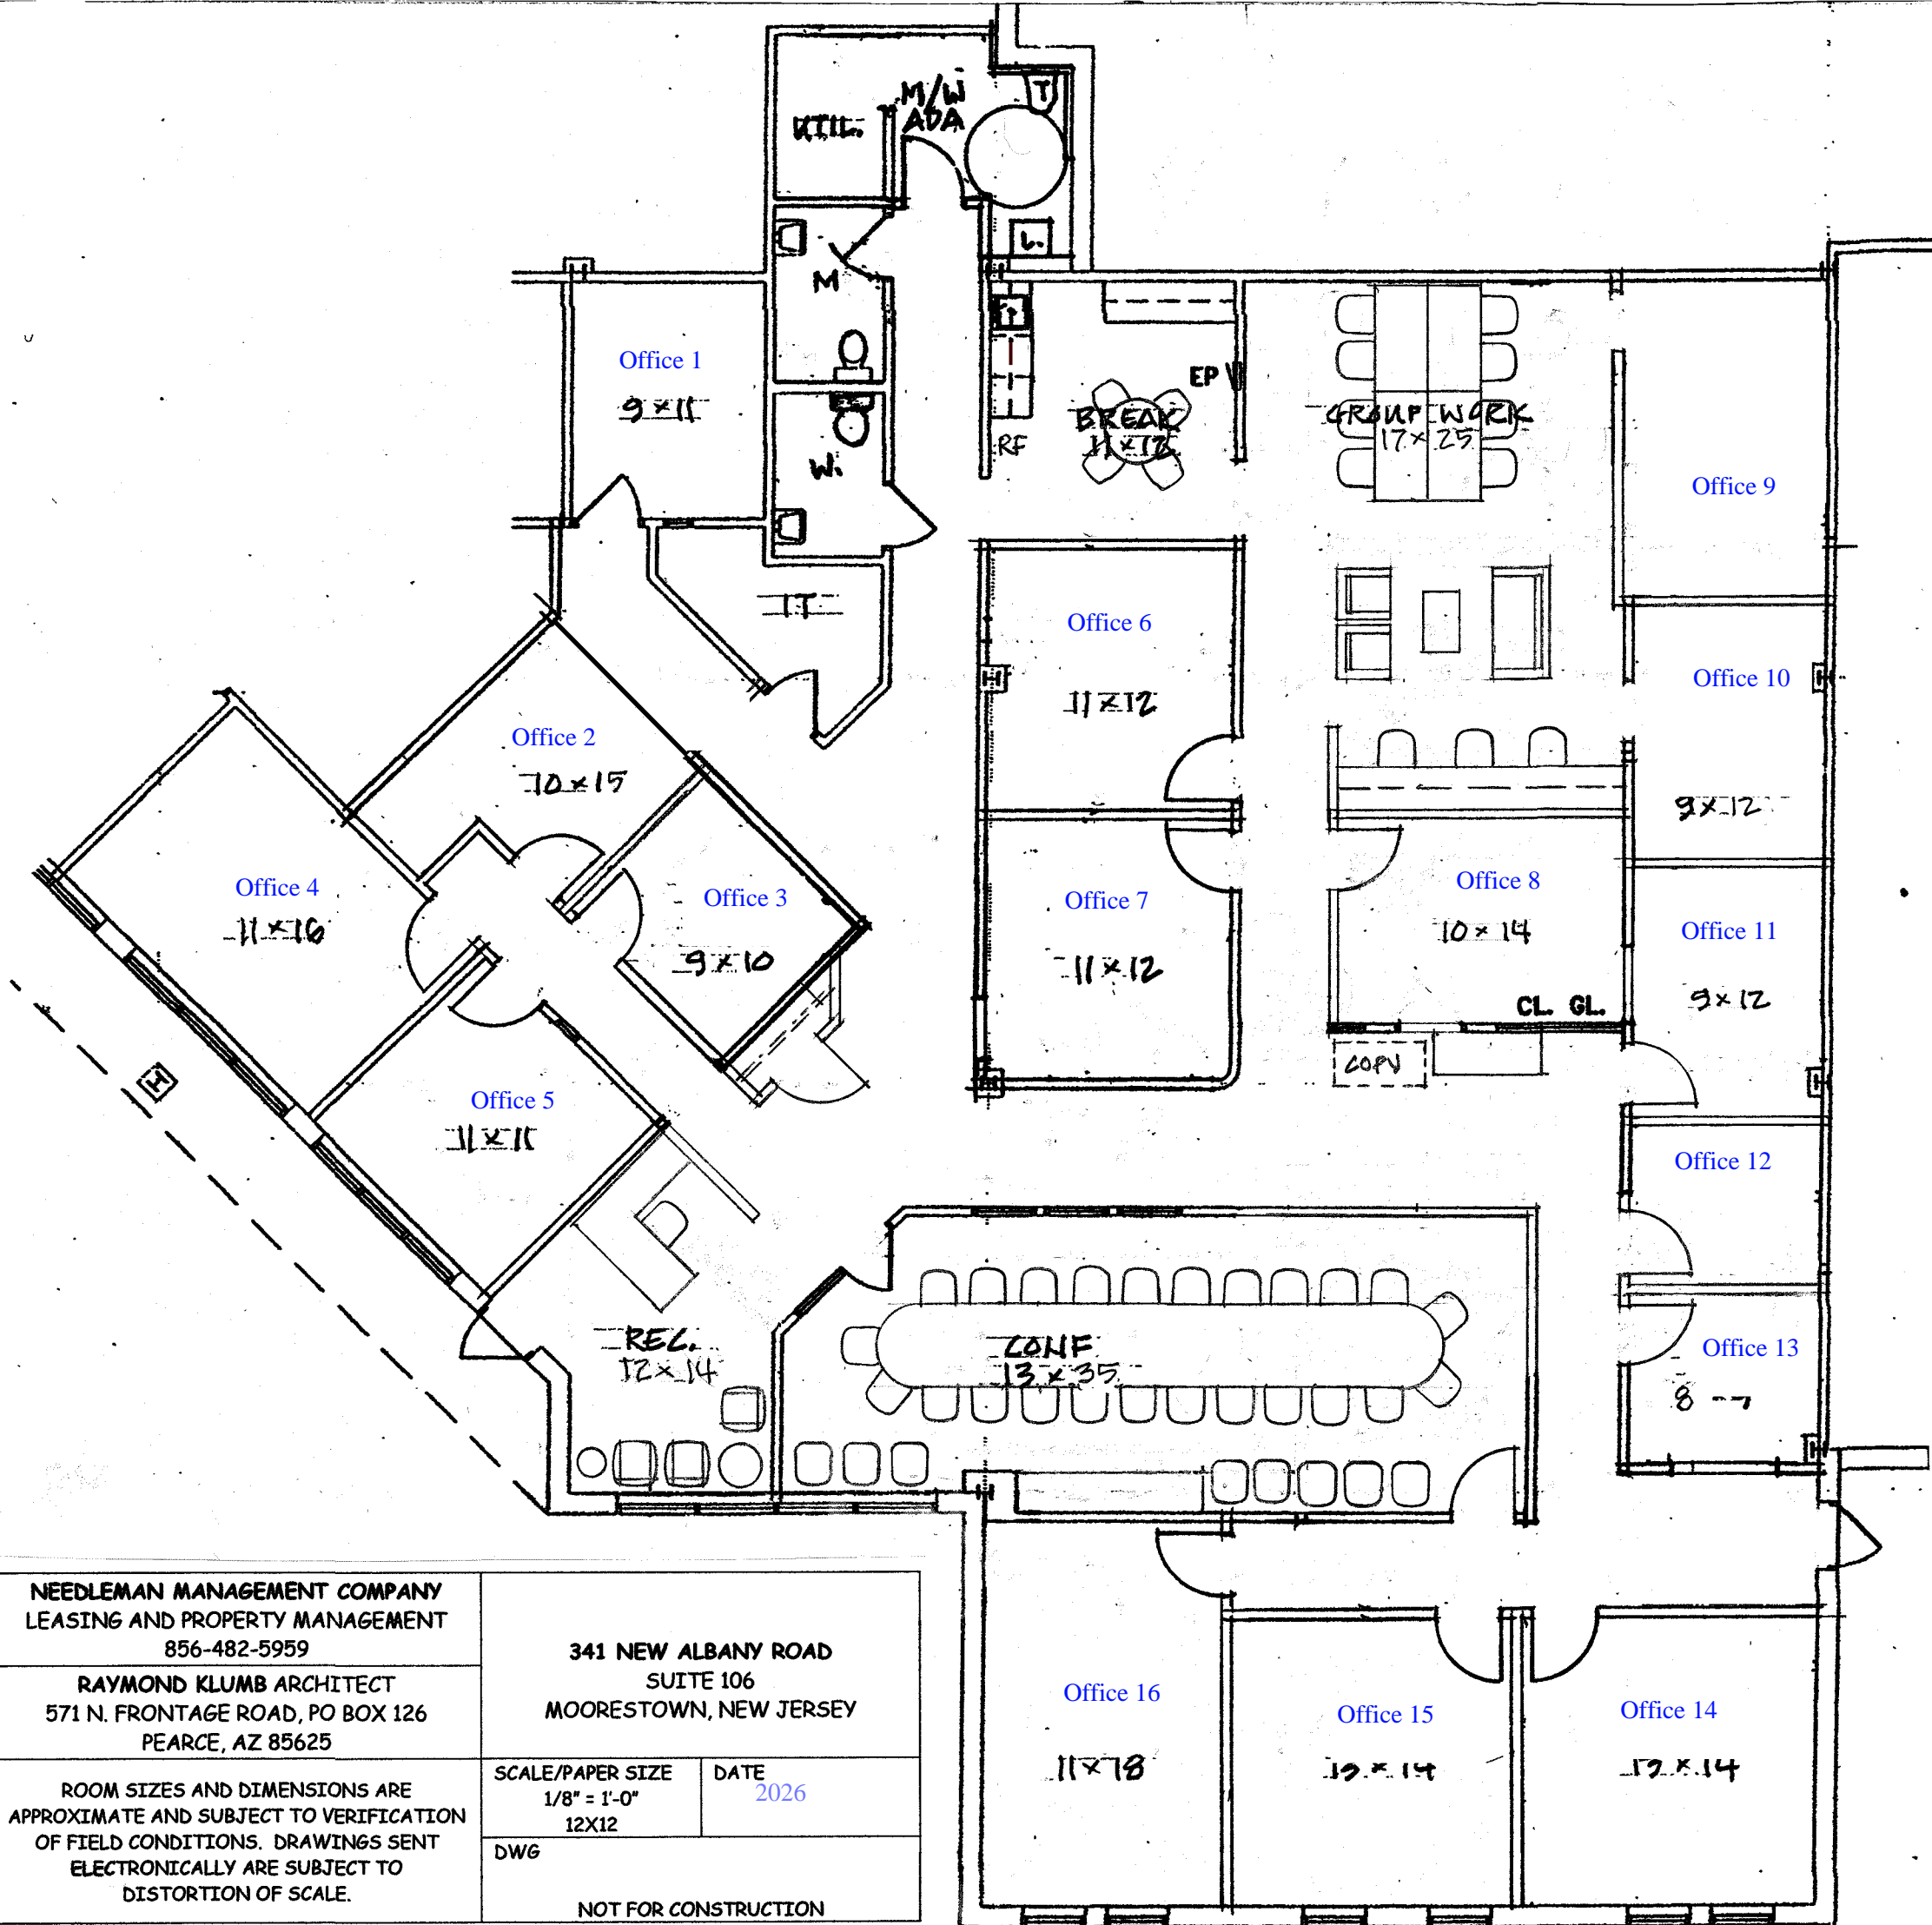 UTIL.
M/W
ADA
T
L.
M
W.
Office 1
9 x 11
EP
RF
BREAK
11 x 12
GROUP WORK
17 x 25
Office 9
IT
Office 6
11 x 12
Office 10
9 x 12
Office 2
10 x 15
Office 4
11 x 16
Office 3
9 x 10
Office 7
11 x 12
Office 8
10 x 14
CL. GL.
COPY
Office 11
9 x 12
Office 5
11 x 11
Office 12
Office 13
8
REC.
12 x 14
CONF
13 x 35
Office 16
11 x 18
Office 15
x 14
Office 14
x 14
NEEDLEMAN MANAGEMENT COMPANY
LEASING AND PROPERTY MANAGEMENT
856-482-5959
RAYMOND KLUMB ARCHITECT
571 N. FRONTAGE ROAD, PO BOX 126
PEARCE, AZ 85625
ROOM SIZES AND DIMENSIONS ARE
APPROXIMATE AND SUBJECT TO VERIFICATION
OF FIELD CONDITIONS. DRAWINGS SENT
ELECTRONICALLY ARE SUBJECT TO
DISTORTION OF SCALE.
341 NEW ALBANY ROAD
SUITE 106
MOORESTOWN, NEW JERSEY
SCALE/PAPER SIZE
1/8" = 1'-0"
12X12
DATE
2026
DWG
NOT FOR CONSTRUCTION